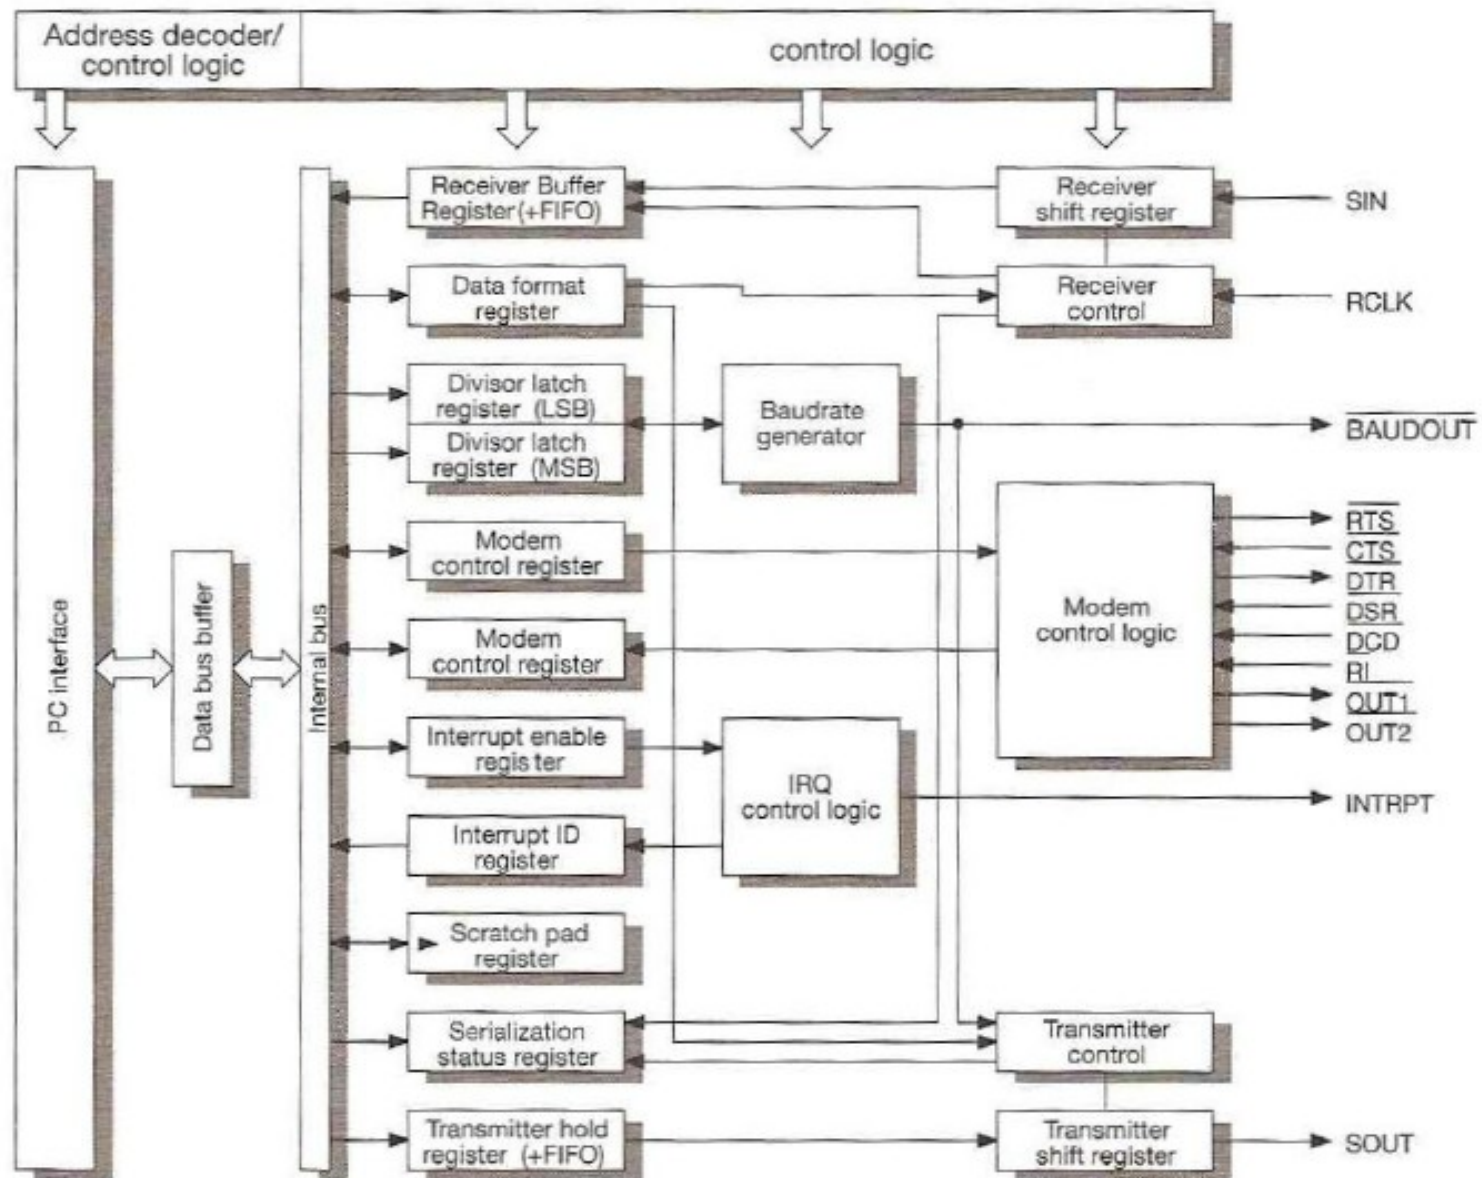 Address decoder/
control logic
control logic
Receiver Buffer
Register (+FIFO)
Receiver
shift register
SIN
Data format
register
Receiver
control
RCLK
Divisor latch
register (LSB)
Divisor latch
register (MSB)
Baudrate
generator
BAUDOUT
Modem
control register
Modem
control logic
RTS
CTS
DTR
DSR
DCD
RI
OUT1
OUT2
PC interface
Data bus buffer
Internal bus
Modem
control register
Interrupt enable
register
IRQ
control logic
INTRPT
Interrupt ID
register
Scratch pad
register
Serialization
status register
Transmitter
control
Transmitter hold
register (+FIFO)
Transmitter
shift register
SOUT